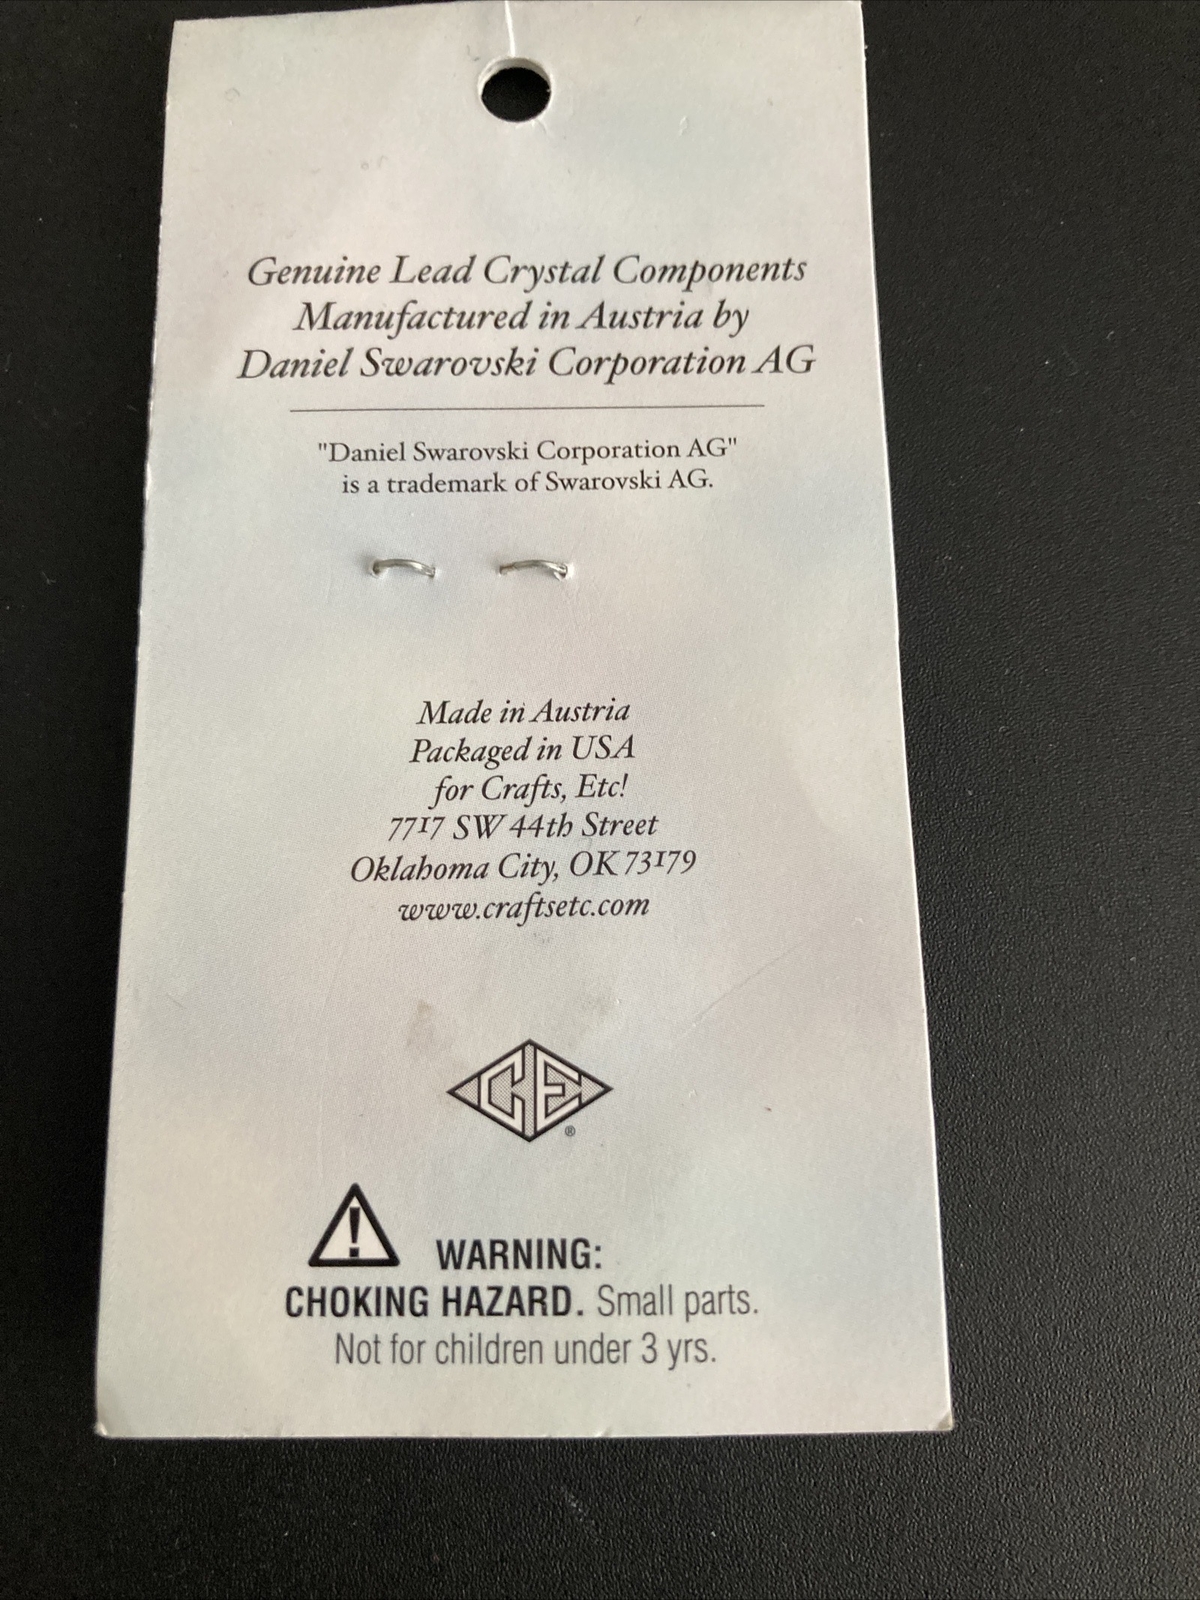 Genuine Lead Crystal Components
Manufactured in Austria by
Daniel Swarovski Corporation AG
"Daniel Swarovski Corporation AG"
is a trademark of Swarovski AG.
Made in Austria
Packaged in USA
for Crafts, Etc!
7717 SW 44th Street
Oklahoma City, OK 73179
www.craftsetc.com
CE
®
WARNING:
CHOKING HAZARD. Small parts.
Not for children under 3 yrs.